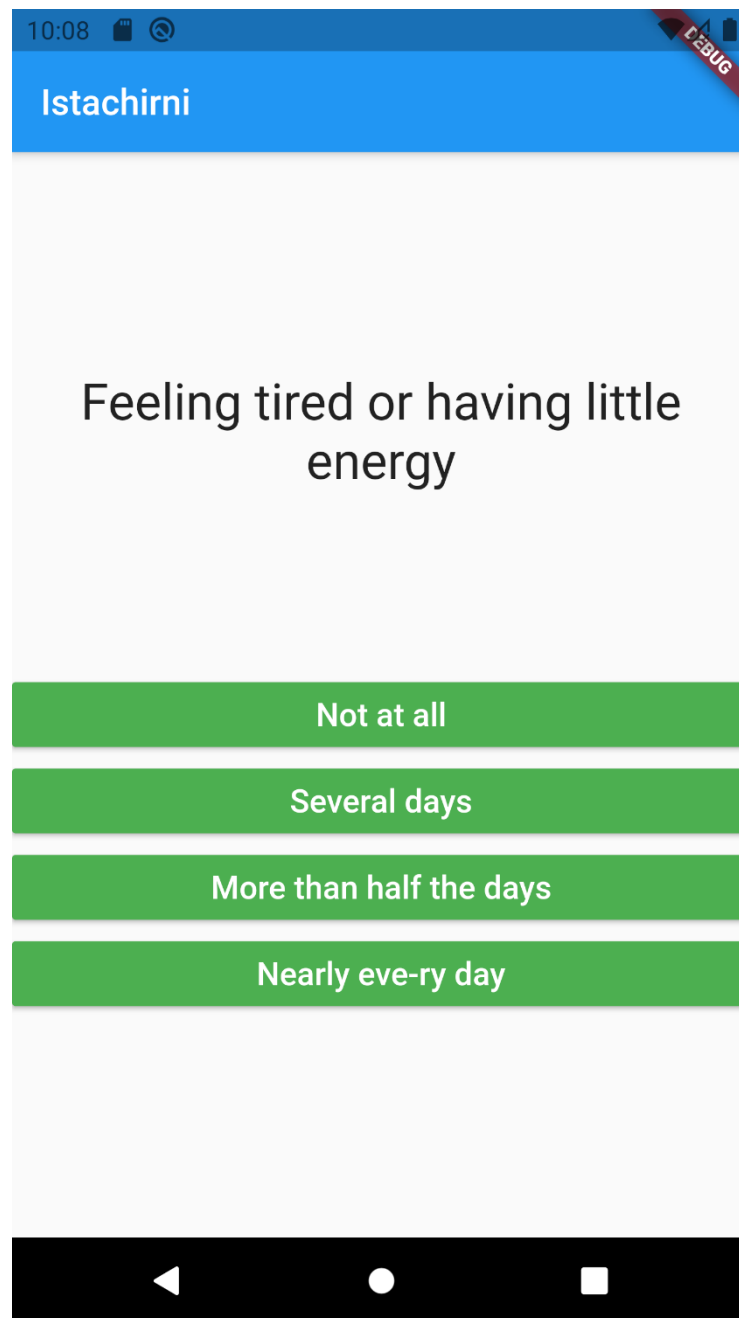 10:08
DEBUG
Istachirni
Feeling tired or having little
energy
Not at all
Several days
More than half the days
Nearly eve-ry day